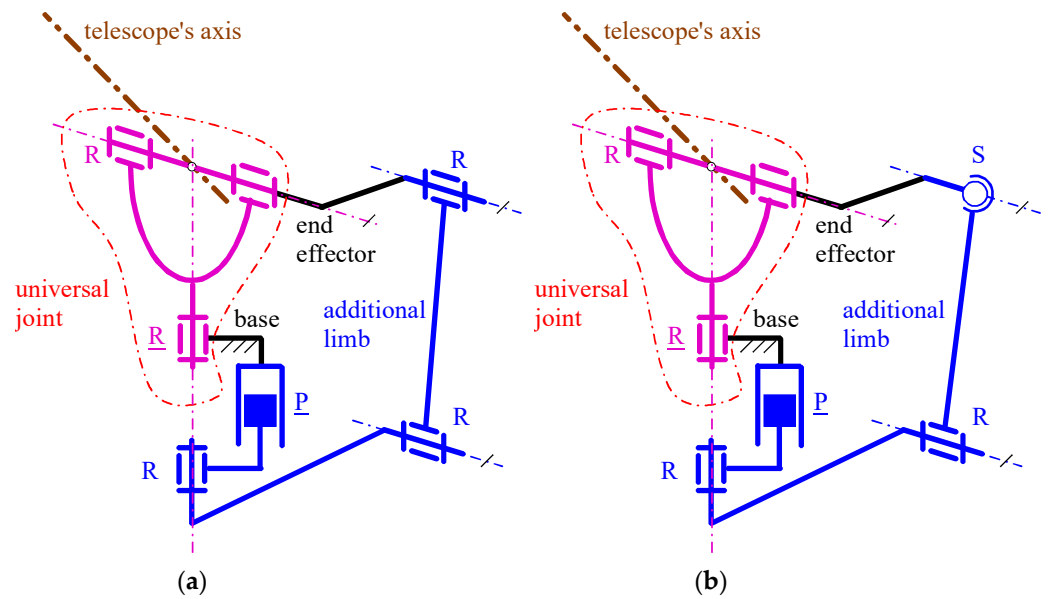 telescope's axis
R
R
end
effector
universal
joint
additional
limb
base
R
P
R
R
(a)
telescope's axis
R
S
end
effector
universal
joint
additional
limb
base
R
P
R
R
(b)